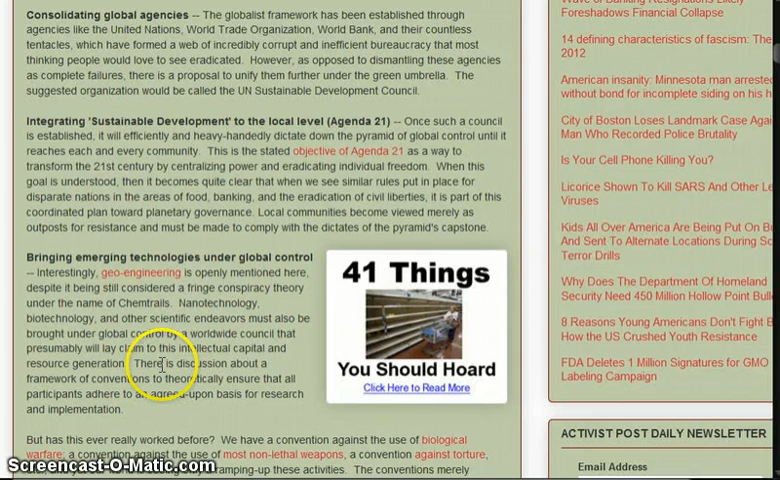 Consolidating global agencies -- The globalist framework has been established through
agencies like the United Nations, World Trade Organization, World Bank, and their countless
tentacles, which have formed a web of incredibly corrupt and inefficient bureaucracy that most
thinking people would love to see eradicated.  However, as opposed to dismantling these agencies
as complete failures, there is a proposal to unify them further under the green umbrella.  The
suggested organization would be called the UN Sustainable Development Council.
Integrating 'Sustainable Development' to the local level (Agenda 21) -- Once such a council
is established, it will efficiently and heavy-handedly dictate down the pyramid of global control until it
reaches each and every community.  This is the stated objective of Agenda 21 as a way to
transform the 21st century by centralizing power and eradicating individual freedom.  When this
goal is understood, then it becomes quite clear that when we see similar rules put in place for
disparate nations in the areas of food, banking, and the eradication of civil liberties, it is part of this
coordinated plan toward planetary governance. Local communities become viewed merely as
outposts for resistance and must be made to comply with the dictates of the pyramid's capstone.
Bringing emerging technologies under global control
-- Interestingly, geo-engineering is openly mentioned here,
despite it being still considered a fringe conspiracy theory
under the name of Chemtrails.  Nanotechnology,
biotechnology, and other scientific endeavors must also be
brought under global control by a worldwide council that
presumably will lay claim to this intellectual capital and
resource generation.  There is discussion about a
framework of conventions to theoretically ensure that all
participants adhere to an agreed-upon basis for research
and implementation.
41 Things
You Should Hoard
Click Here to Read More
But has this ever really worked before?  We have a convention against the use of biological
warfare; a convention against the use of most non-lethal weapons, a convention against torture,
ramping-up these activities.  The conventions merely
Screencast-O-Matic.com
Foreshadows Financial Collapse
14 defining characteristics of fascism: The
2012
American insanity: Minnesota man arrested
without bond for incomplete siding on his h
City of Boston Loses Landmark Case Agai
Man Who Recorded Police Brutality
Is Your Cell Phone Killing You?
Licorice Shown To Kill SARS And Other Le
Viruses
Kids All Over America Are Being Put On Bu
And Sent To Alternate Locations During Sc
Terror Drills
Why Does The Department Of Homeland
Security Need 450 Million Hollow Point Bull
8 Reasons Young Americans Don't Fight B
How the US Crushed Youth Resistance
FDA Deletes 1 Million Signatures for GMO
Labeling Campaign
ACTIVIST POST DAILY NEWSLETTER
Email Address